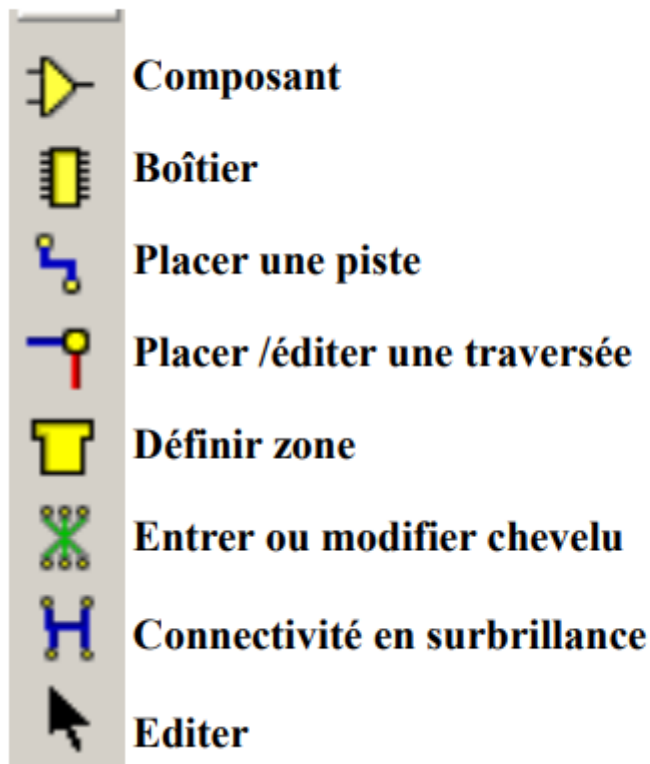 Composant
Boîtier
Placer une piste
Placer /éditer une traversée
Définir zone
Entrer ou modifier chevelu
Connectivité en surbrillance
Editer